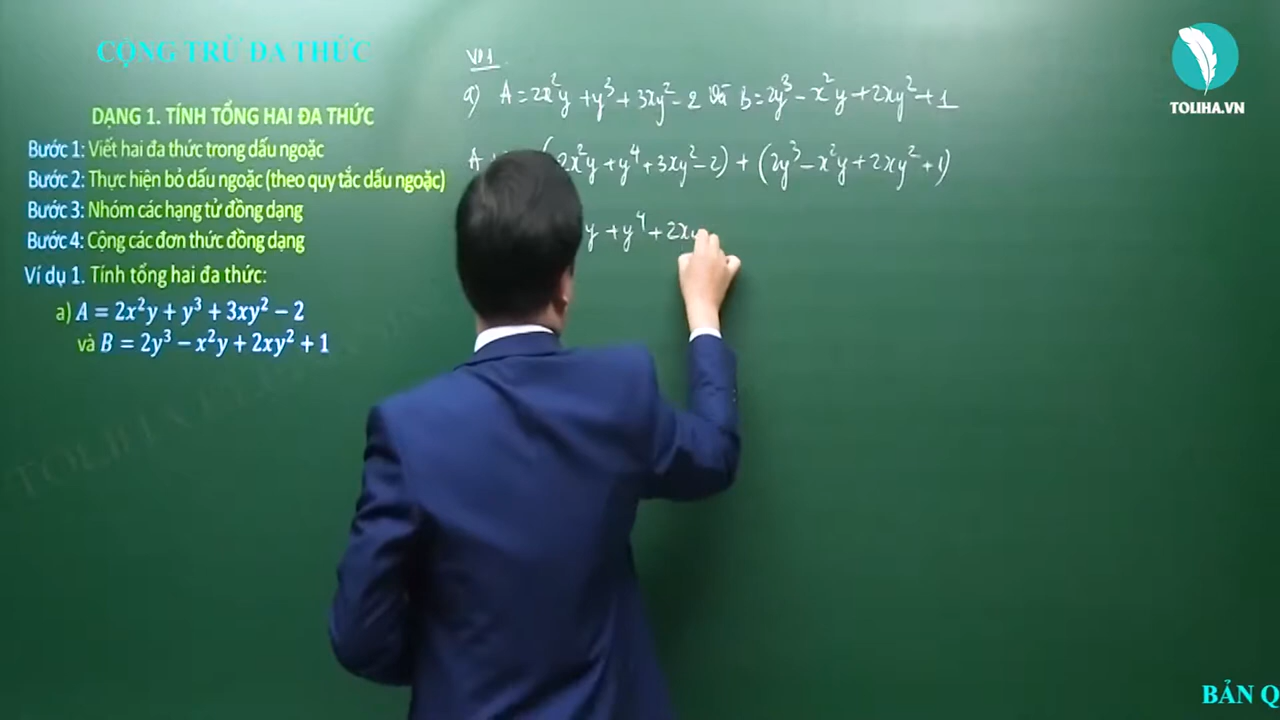 CỘNG TRỪ DA THỨC
TOLIHA.VN
DẠNG 1. TÍNH TỔNG HAI ĐA THỨC
Bước 1: Viết hai đa thức trong dấu ngoặc
Bước 2: Thực hiện bỏ dấu ngoặc (theo quy tắc dấu ngoặc)
Bước 3: Nhóm các hạng tử đồng dạng
Bước 4: Cộng các đơn thức đồng dạng
Ví dụ 1. Tính tổng hai đa thức:
a) A = 2x²y + y³ + 3xy² − 2
và B = 2y³ − x²y + 2xy² + 1
VD1.
a) A = 2x²y + y³ + 3xy² − 2 và B = 2y³ − x²y + 2xy² + 1
A (2x²y + y⁴ + 3xy² − 2) + (2y³ − x²y + 2xy² + 1)
y + y⁴ + 2xy
BẢN Q